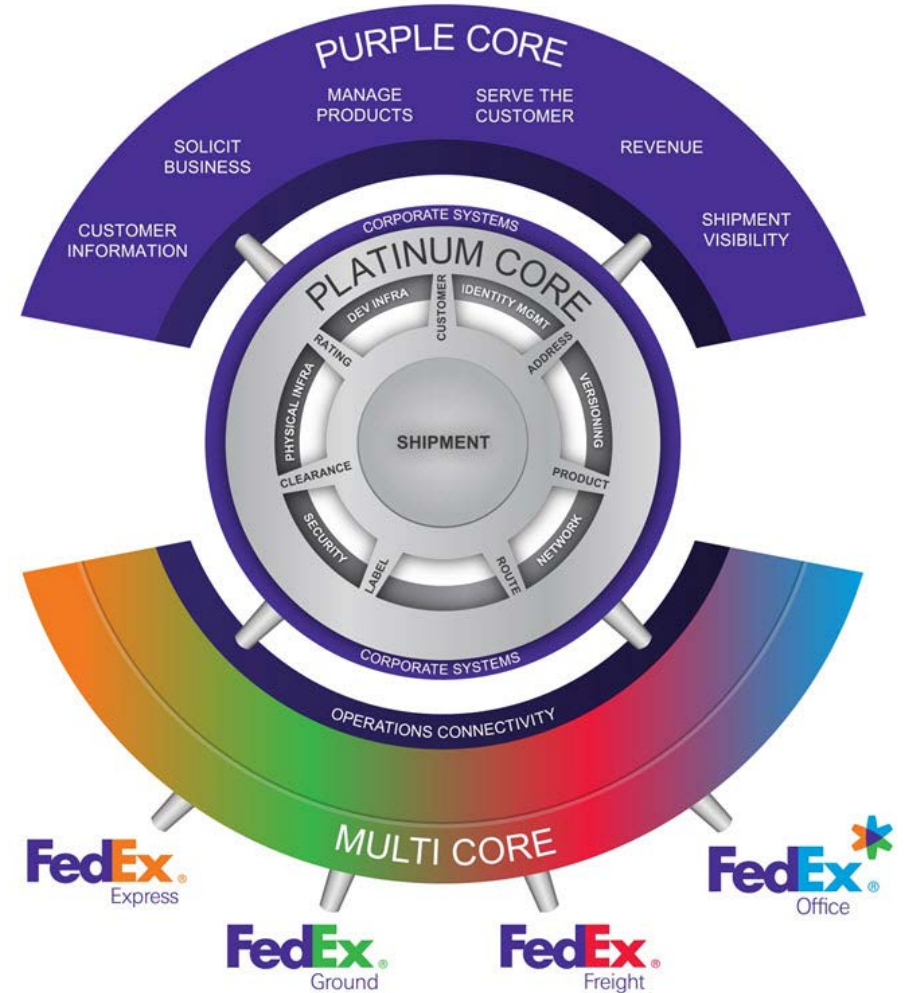 PURPLE CORE
MANAGE
PRODUCTS
SERVE THE
CUSTOMER
SOLICIT
BUSINESS
REVENUE
CUSTOMER
INFORMATION
SHIPMENT
VISIBILITY
CORPORATE SYSTEMS
PLATINUM CORE
DEV INFRA
CUSTOMER
IDENTITY MGMT
RATING
ADDRESS
PHYSICAL INFRA
VERSIONING
SHIPMENT
CLEARANCE
PRODUCT
SECURITY
NETWORK
LABEL
ROUTE
CORPORATE SYSTEMS
OPERATIONS CONNECTIVITY
MULTI CORE
FedEx®
Express
FedEx®
Ground
FedEx®
Freight
FedEx®
Office